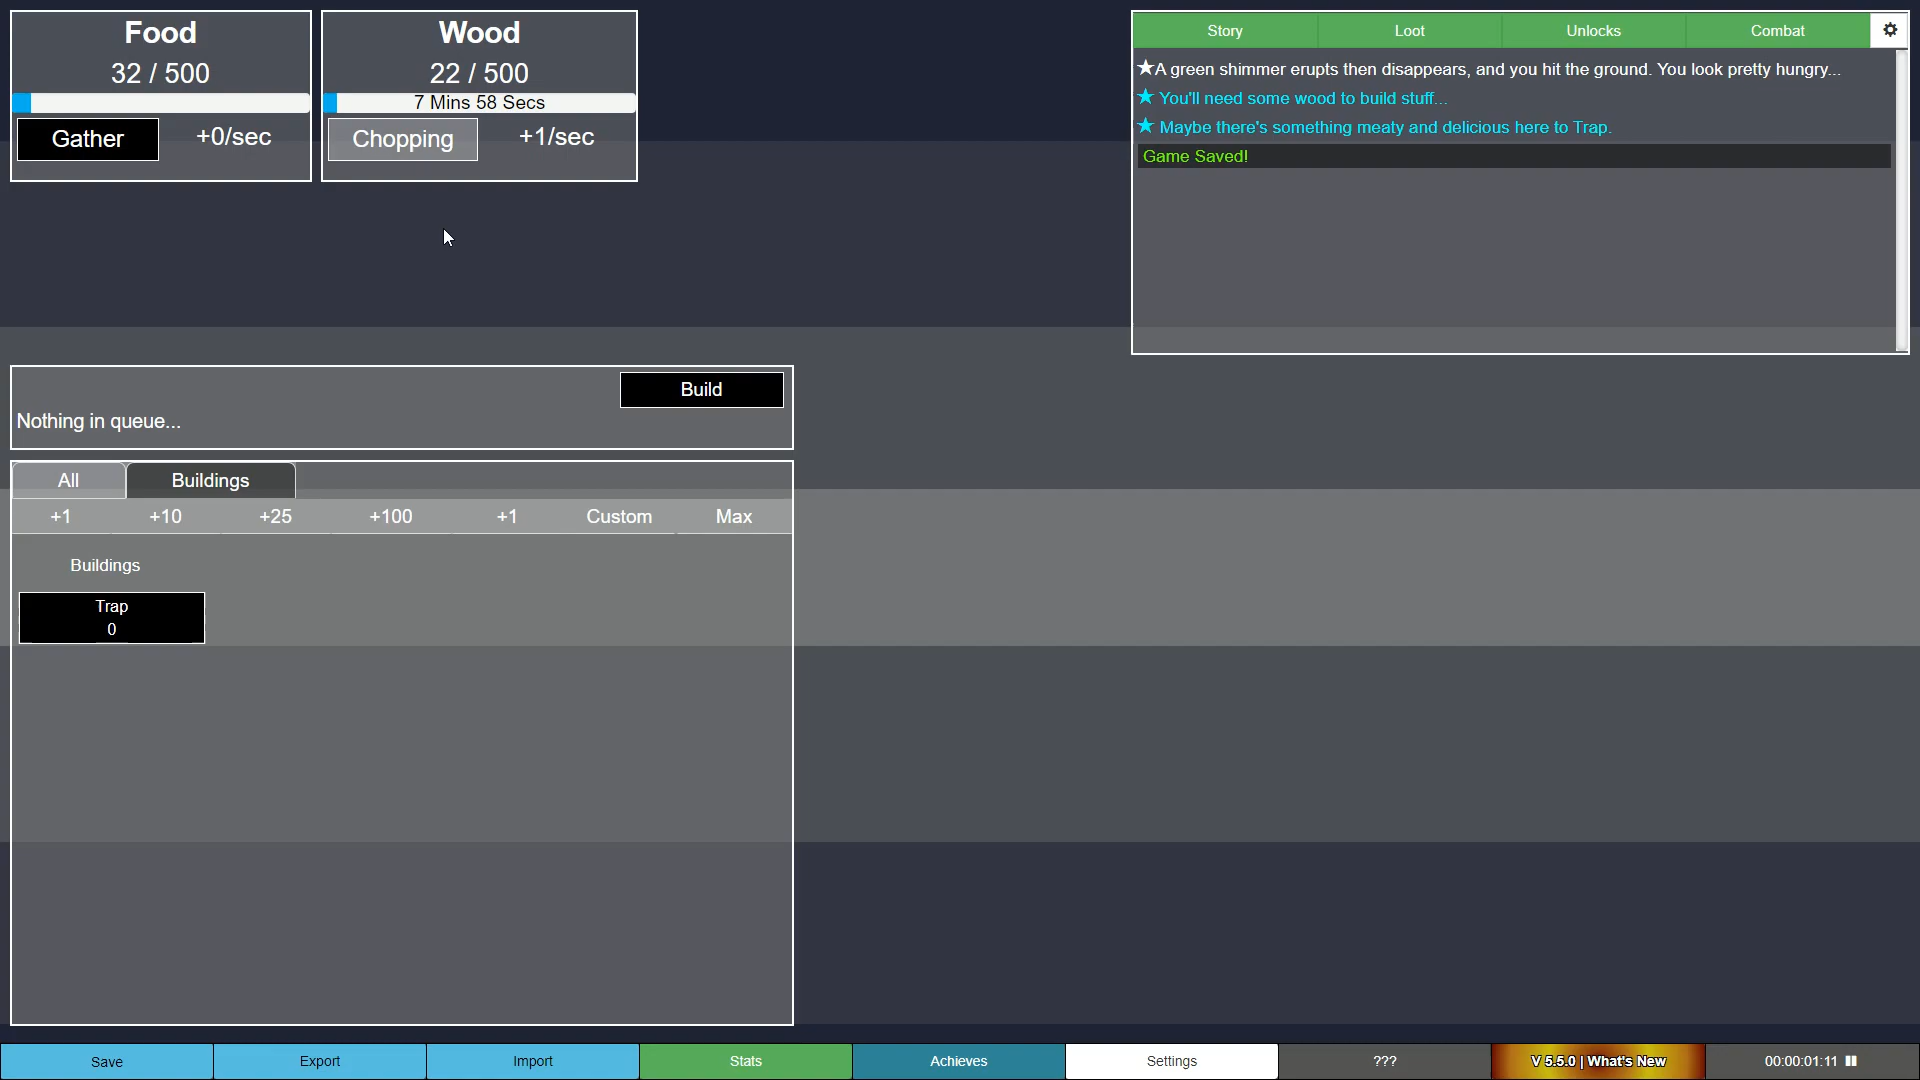 Food
32 / 500
Gather
+0/sec
Wood
22 / 500
7 Mins 58 Secs
Chopping
+1/sec
Story
Loot
Unlocks
Combat
A green shimmer erupts then disappears, and you hit the ground. You look pretty hungry...
You'll need some wood to build stuff...
Maybe there's something meaty and delicious here to Trap.
Game Saved!
Build
Nothing in queue...
All
Buildings
+1
+10
+25
+100
+1
Custom
Max
Buildings
Trap
0
Save
Export
Import
Stats
Achieves
Settings
???
V 5.5.0 | What's New
00:00:01:11